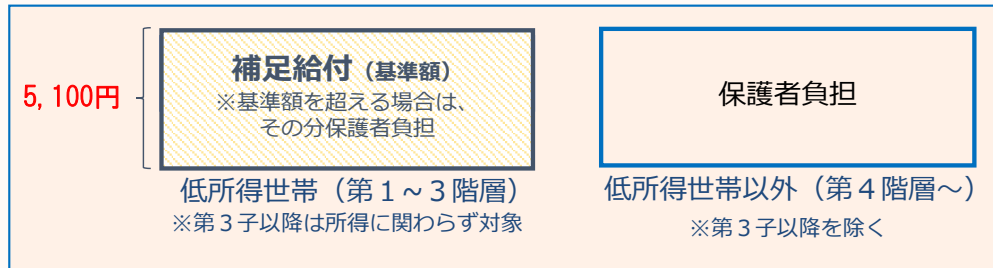 5,100円
補足給付（基準額）
※基準額を超える場合は、
その分保護者負担
低所得世帯（第１～３階層）
※第３子以降は所得に関わらず対象
保護者負担
低所得世帯以外（第４階層～）
※第３子以降を除く